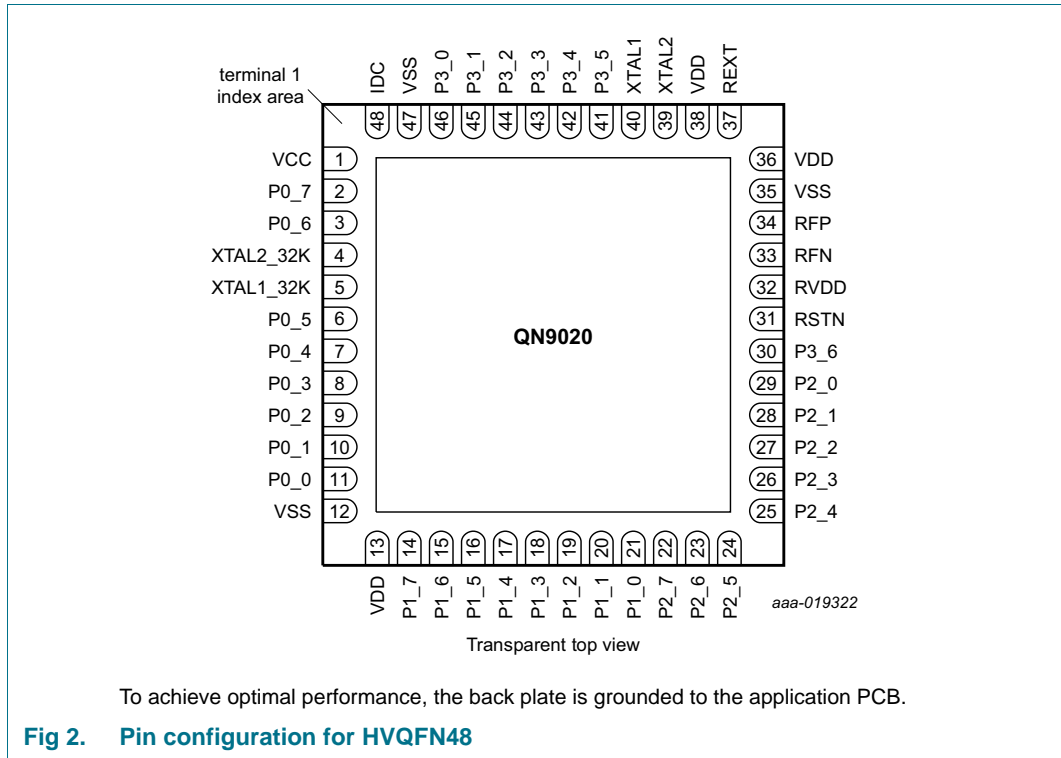 terminal 1
index area
IDC
VSS
P3_0
P3_1
P3_2
P3_3
P3_4
P3_5
XTAL1
XTAL2
VDD
REXT
48
47
46
45
44
43
42
41
40
39
38
37
VCC 1
P0_7 2
P0_6 3
XTAL2_32K 4
XTAL1_32K 5
P0_5 6
P0_4 7
P0_3 8
P0_2 9
P0_1 10
P0_0 11
VSS 12
QN9020
36 VDD
35 VSS
34 RFP
33 RFN
32 RVDD
31 RSTN
30 P3_6
29 P2_0
28 P2_1
27 P2_2
26 P2_3
25 P2_4
13
14
15
16
17
18
19
20
21
22
23
24
VDD
P1_7
P1_6
P1_5
P1_4
P1_3
P1_2
P1_1
P1_0
P2_7
P2_6
P2_5
aaa-019322
Transparent top view
To achieve optimal performance, the back plate is grounded to the application PCB.
Fig 2. Pin configuration for HVQFN48